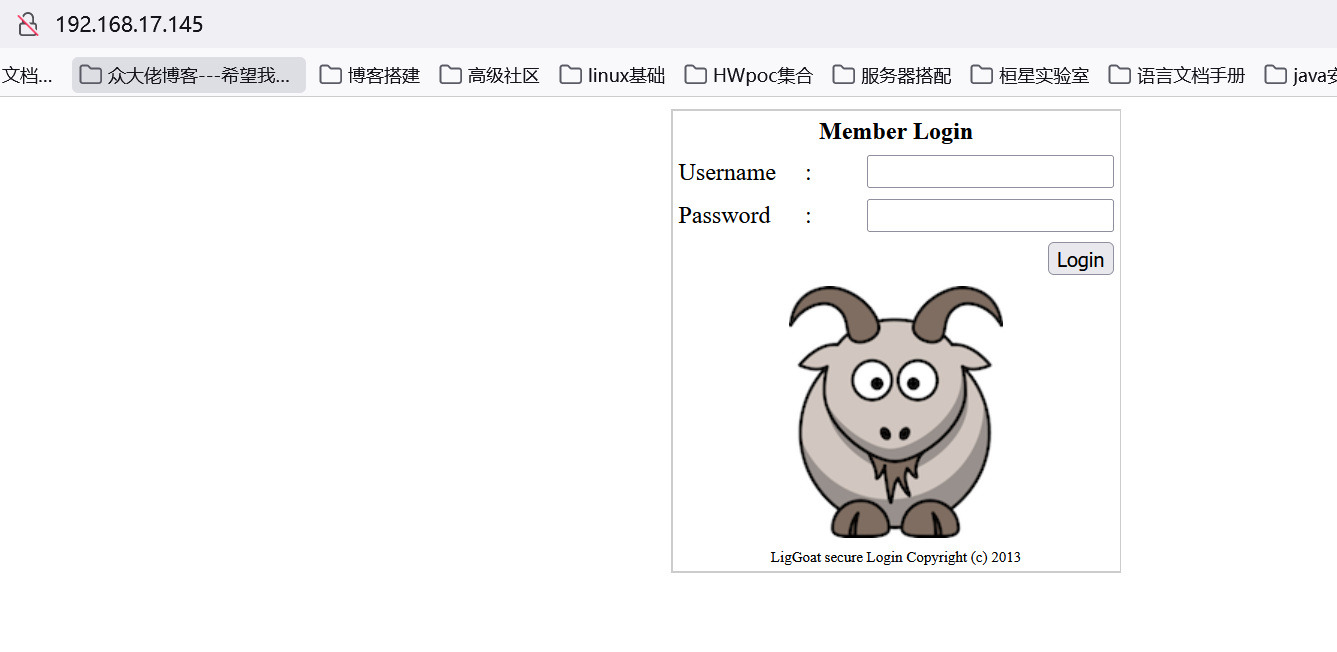 192.168.17.145
文档... 众大佬博客---希望我... 博客搭建 高级社区 linux基础 HWpoc集合 服务器搭配 桓星实验室 语言文档手册 java安
Member Login
Username :
Password :
Login
LigGoat secure Login Copyright (c) 2013